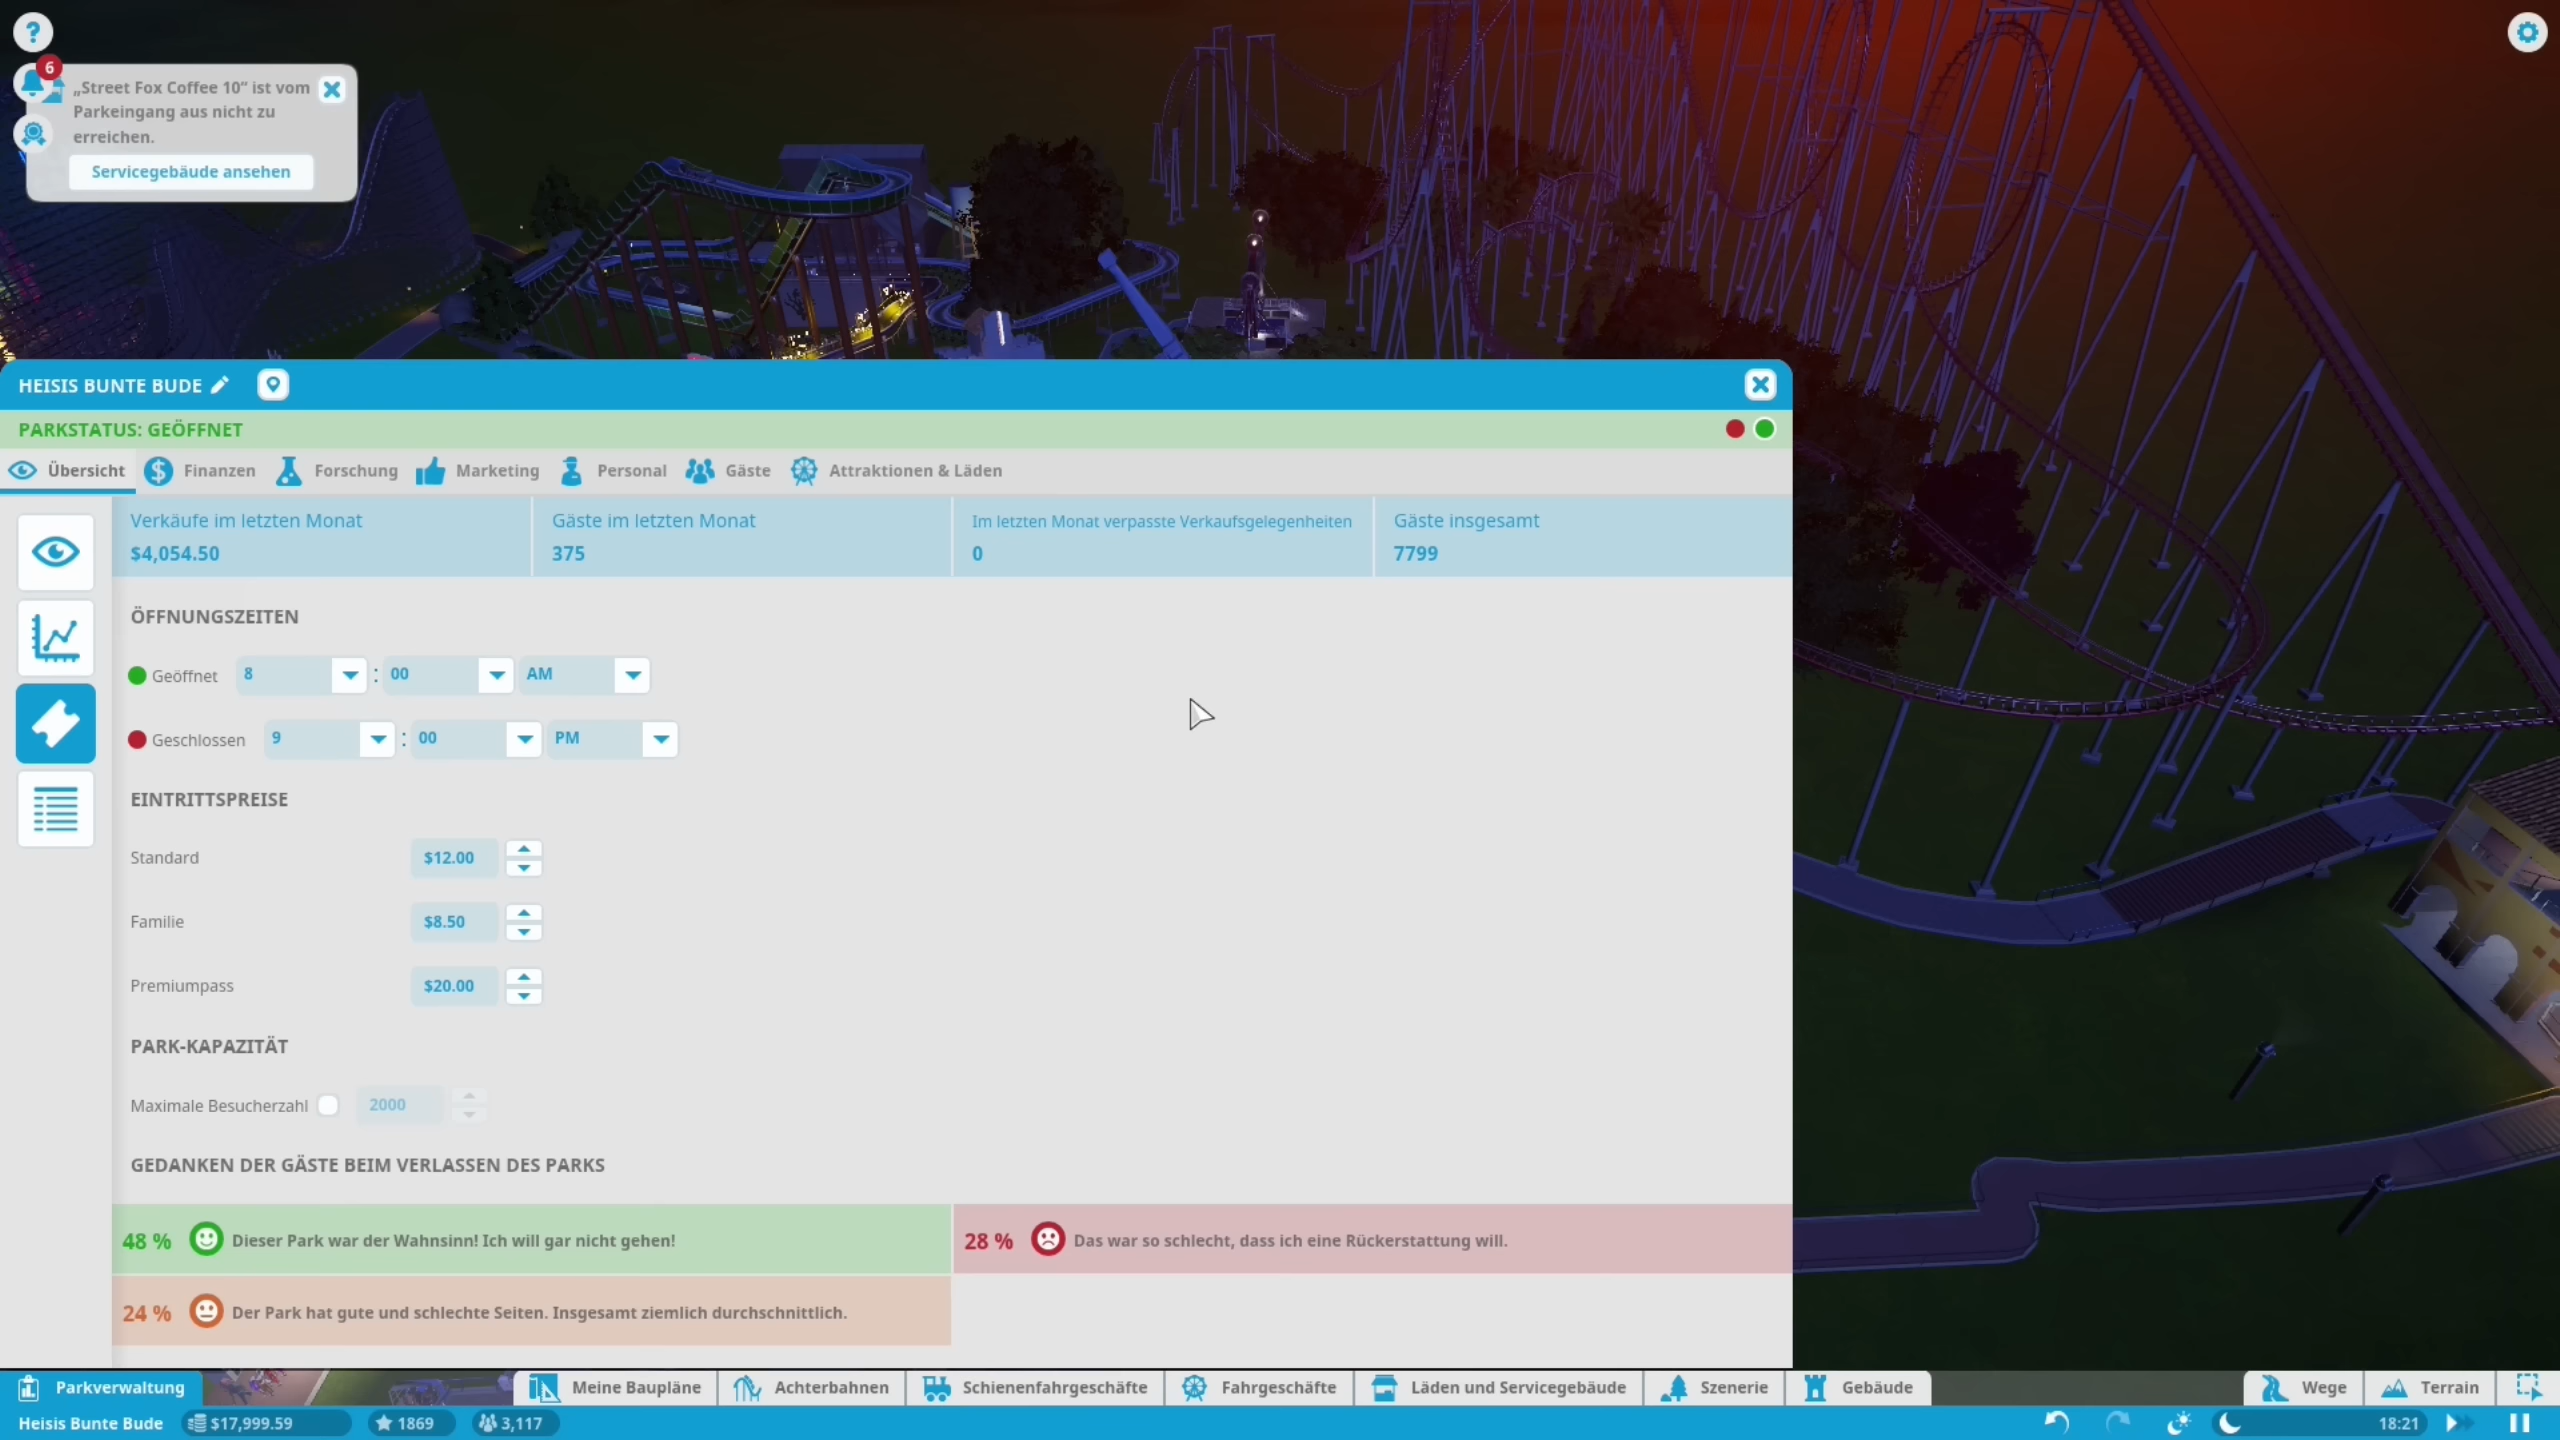 ?
6
„Street Fox Coffee 10“ ist vom
Parkeingang aus nicht zu
erreichen.
Servicegebäude ansehen
HEISIS BUNTE BUDE
PARKSTATUS: GEÖFFNET
Übersicht
Finanzen
Forschung
Marketing
Personal
Gäste
Attraktionen & Läden
Verkäufe im letzten Monat
$4,054.50
Gäste im letzten Monat
375
Im letzten Monat verpasste Verkaufsgelegenheiten
0
Gäste insgesamt
7799
ÖFFNUNGSZEITEN
Geöffnet 8 : 00 AM
Geschlossen 9 : 00 PM
EINTRITTSPREISE
Standard $12.00
Familie $8.50
Premiumpass $20.00
PARK-KAPAZITÄT
Maximale Besucherzahl 2000
GEDANKEN DER GÄSTE BEIM VERLASSEN DES PARKS
48 % Dieser Park war der Wahnsinn! Ich will gar nicht gehen!
28 % Das war so schlecht, dass ich eine Rückerstattung will.
24 % Der Park hat gute und schlechte Seiten. Insgesamt ziemlich durchschnittlich.
Parkverwaltung
Meine Baupläne
Achterbahnen
Schienenfahrgeschäfte
Fahrgeschäfte
Läden und Servicegebäude
Szenerie
Gebäude
Wege
Terrain
Heisis Bunte Bude
$17,999.59
1869
3,117
18:21